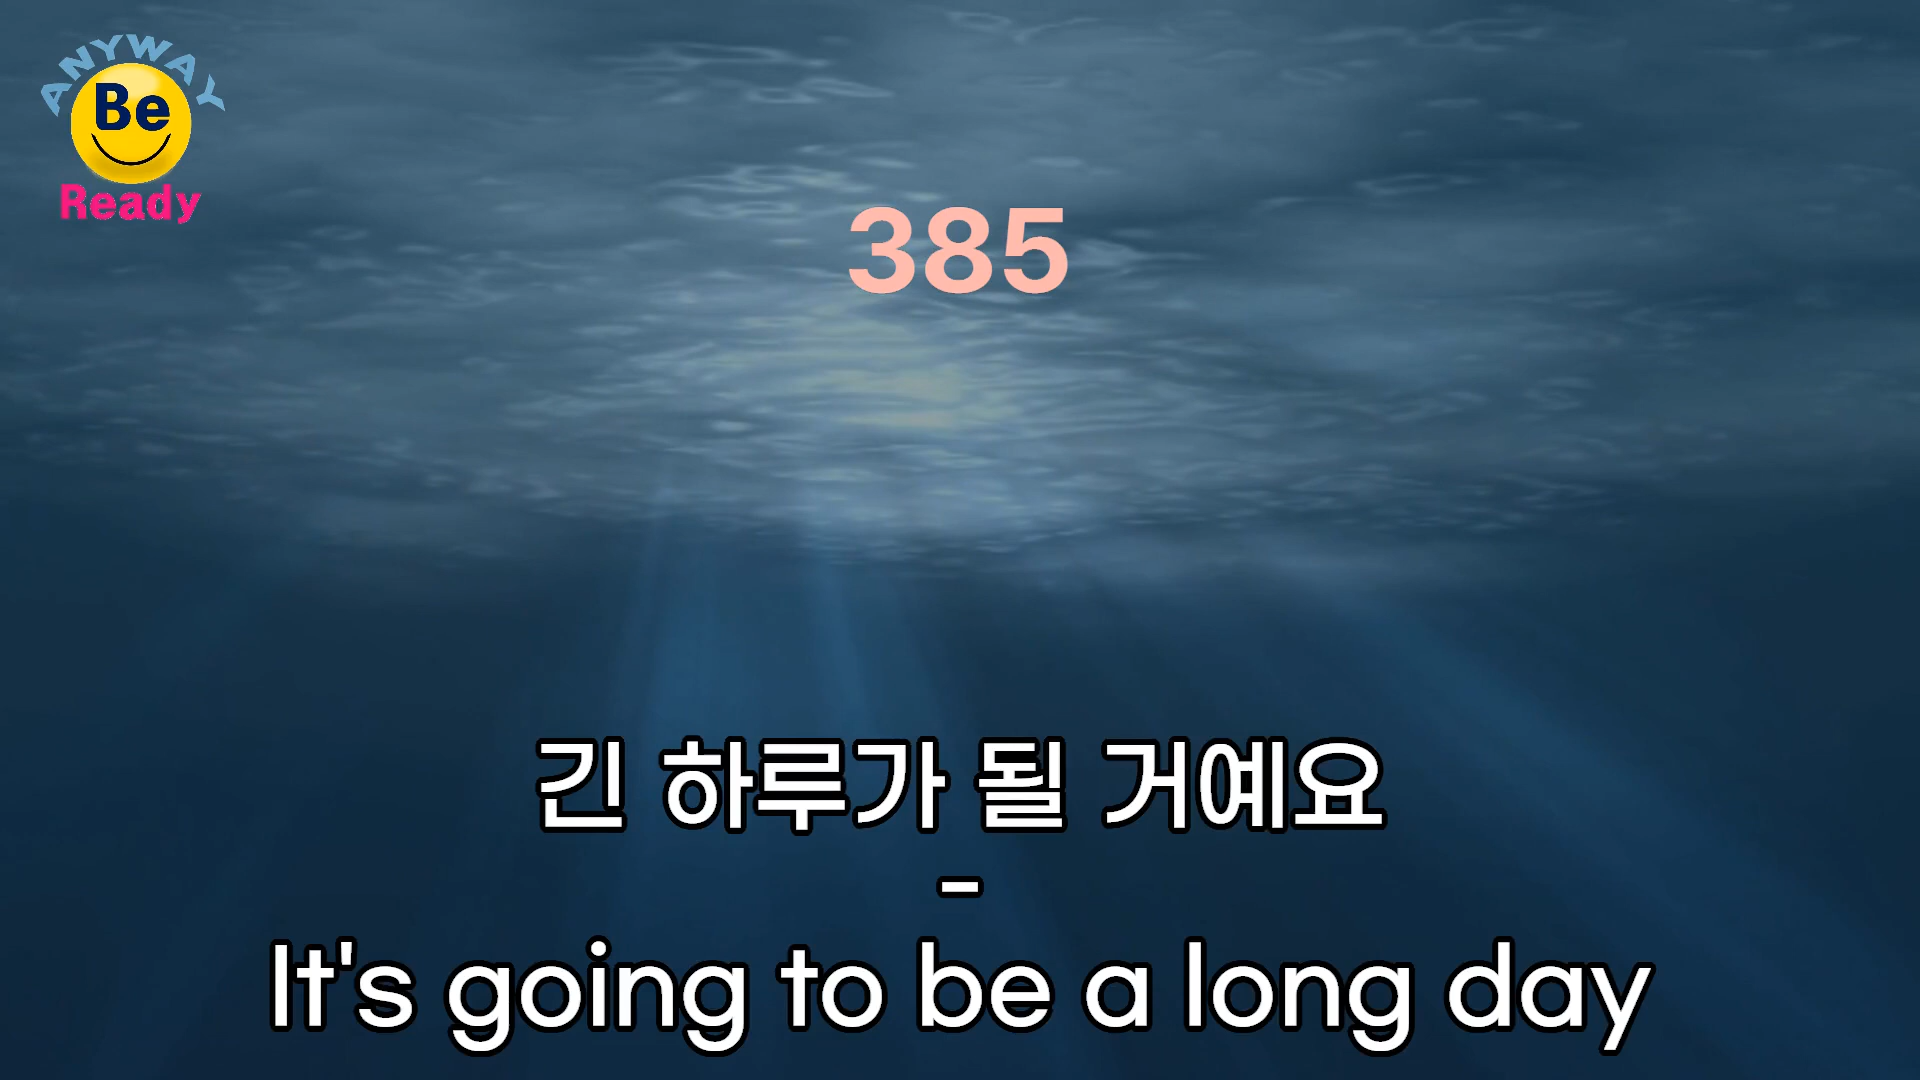 ANYWAY
Be
Ready
385
긴 하루가 될 거예요
-
It's going to be a long day